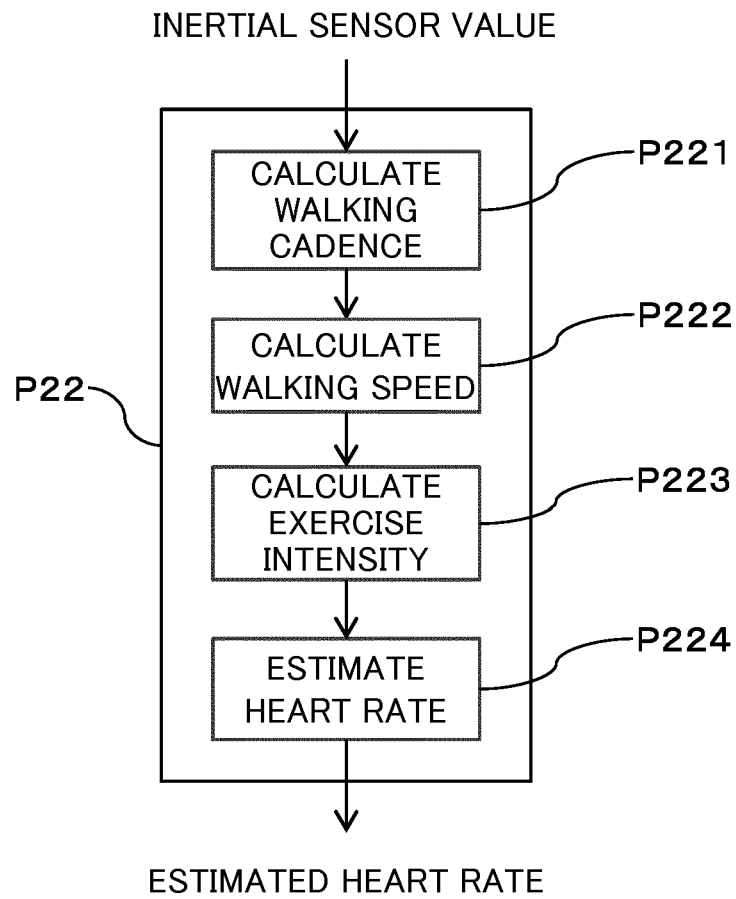 INERTIAL SENSOR VALUE
P221
CALCULATE
WALKING
CADENCE
P222
CALCULATE
WALKING SPEED
P22
P223
CALCULATE
EXERCISE
INTENSITY
P224
ESTIMATE
HEART RATE
ESTIMATED HEART RATE